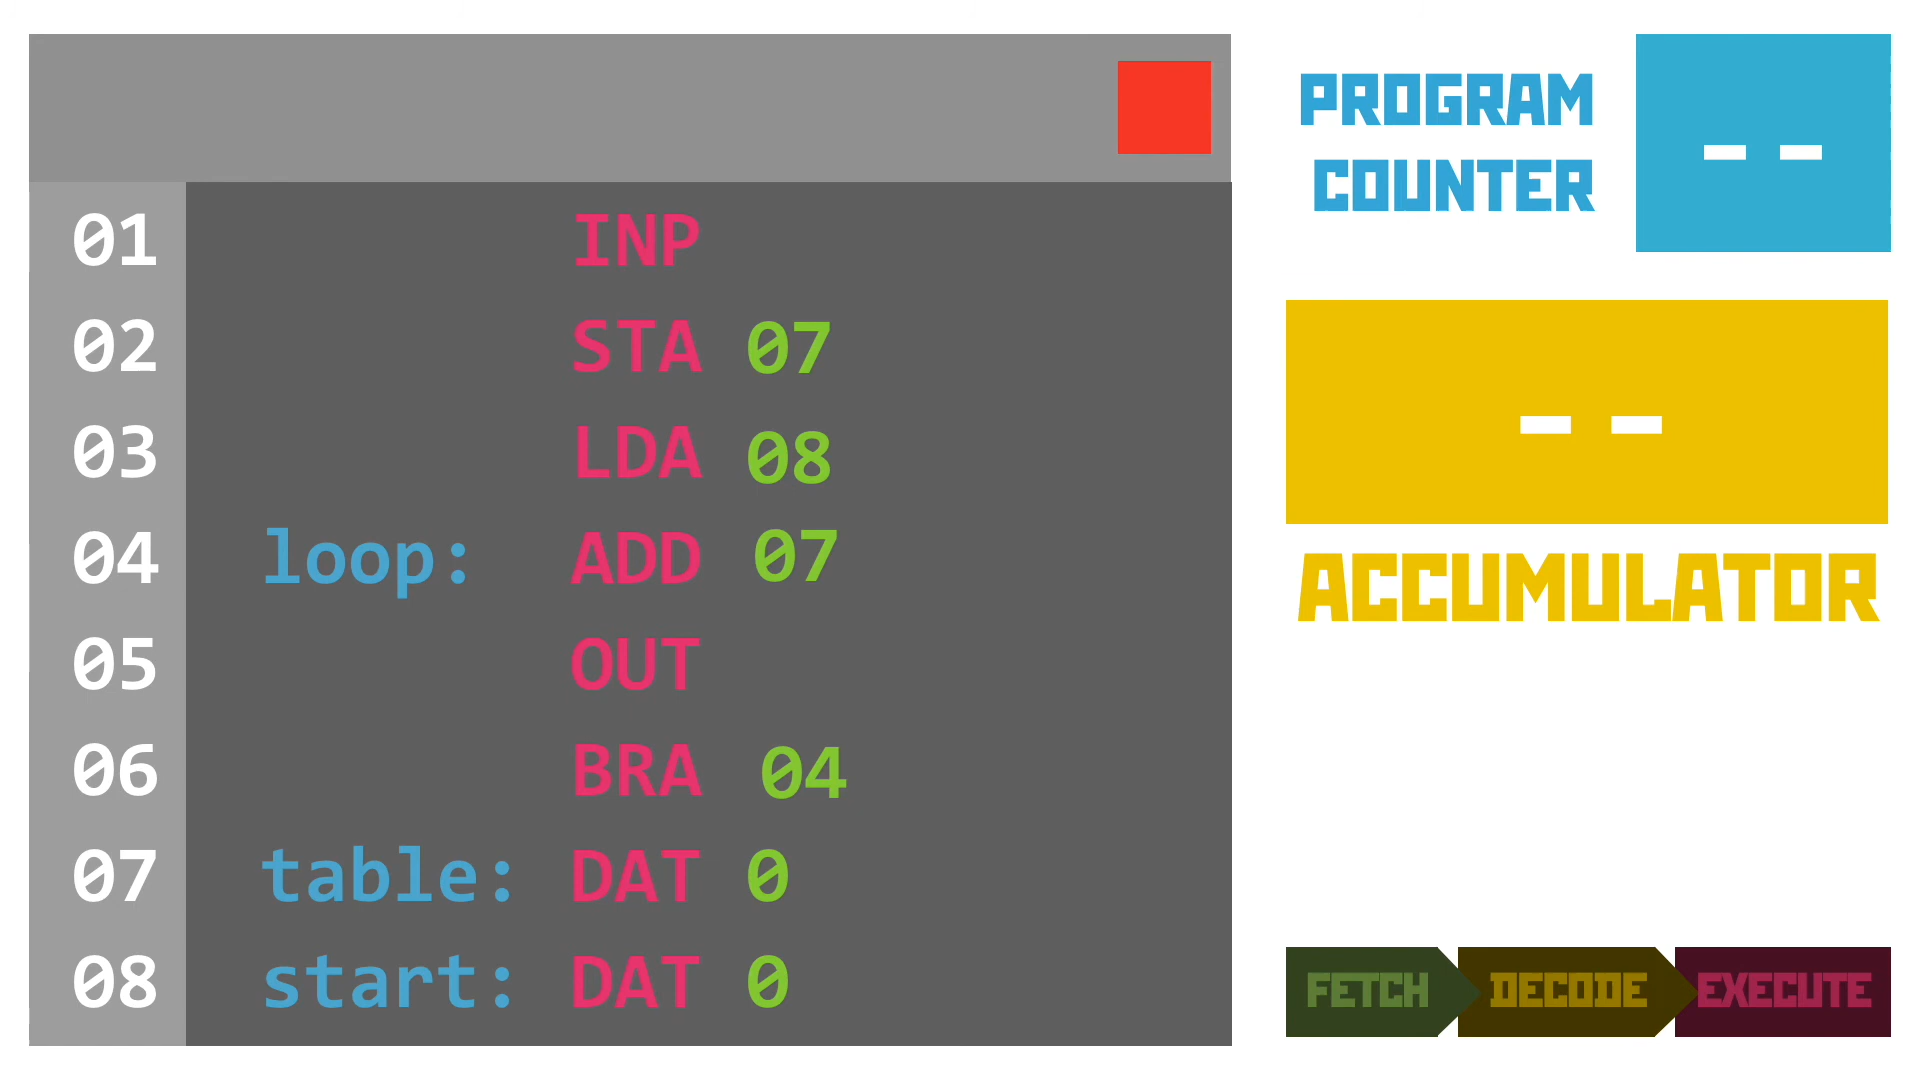 PROGRAM
COUNTER
- -
01 INP
02 STA 07
03 LDA 08
04 loop: ADD 07
05 OUT
06 BRA 04
07 table: DAT 0
08 start: DAT 0
- -
ACCUMULATOR
FETCH DECODE EXECUTE